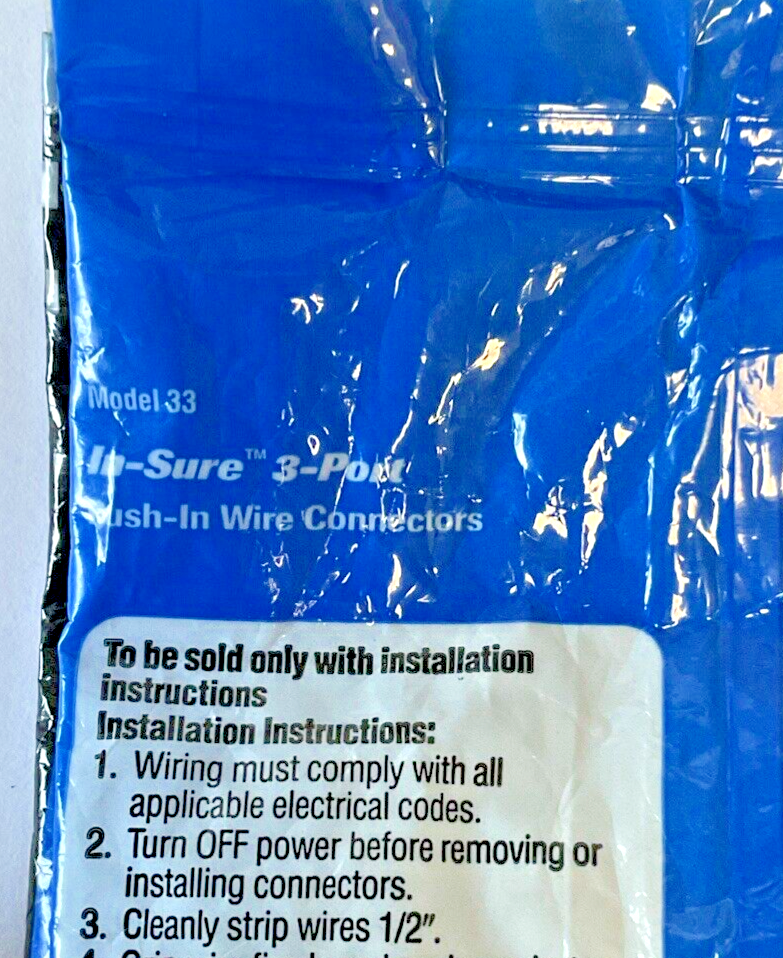 Model 33
In-Sure™ 3-Port
Push-In Wire Connectors
To be sold only with installation
instructions
Installation Instructions:
1. Wiring must comply with all
applicable electrical codes.
2. Turn OFF power before removing or
installing connectors.
3. Cleanly strip wires 1/2".